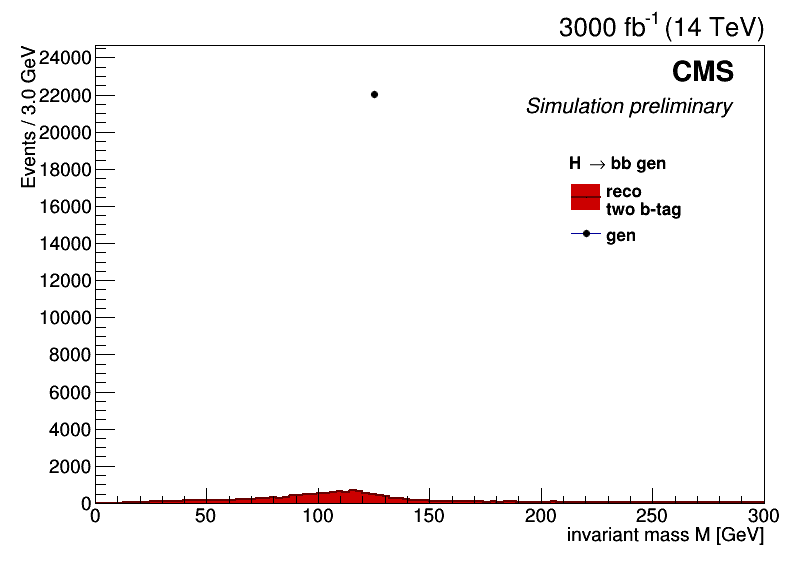 3000 fb-1 (14 TeV)
Events / 3.0 GeV
24000
22000
20000
18000
16000
14000
12000
10000
8000
6000
4000
2000
0
CMS
Simulation preliminary
H → bb gen
reco
two b-tag
gen
0 50 100 150 200 250 300
invariant mass M [GeV]